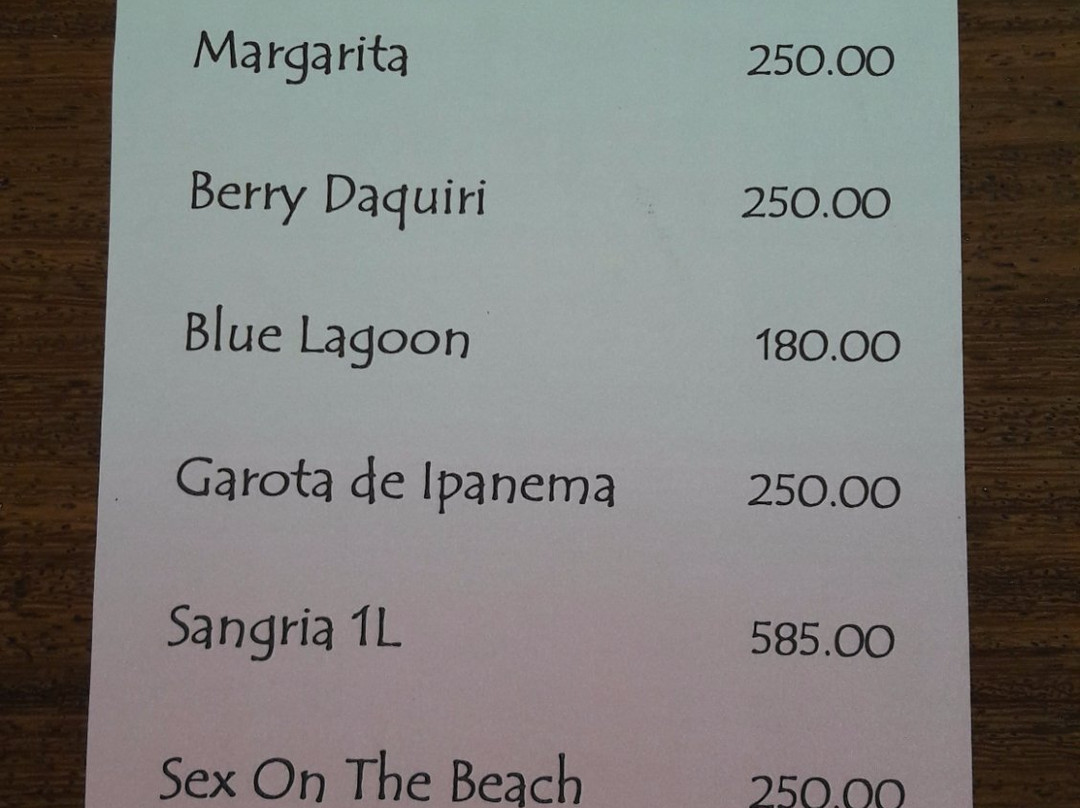 Margarita 250.00
Berry Daquiri 250.00
Blue Lagoon 180.00
Garota de Ipanema 250.00
Sangria 1L 585.00
Sex On The Beach 250.00